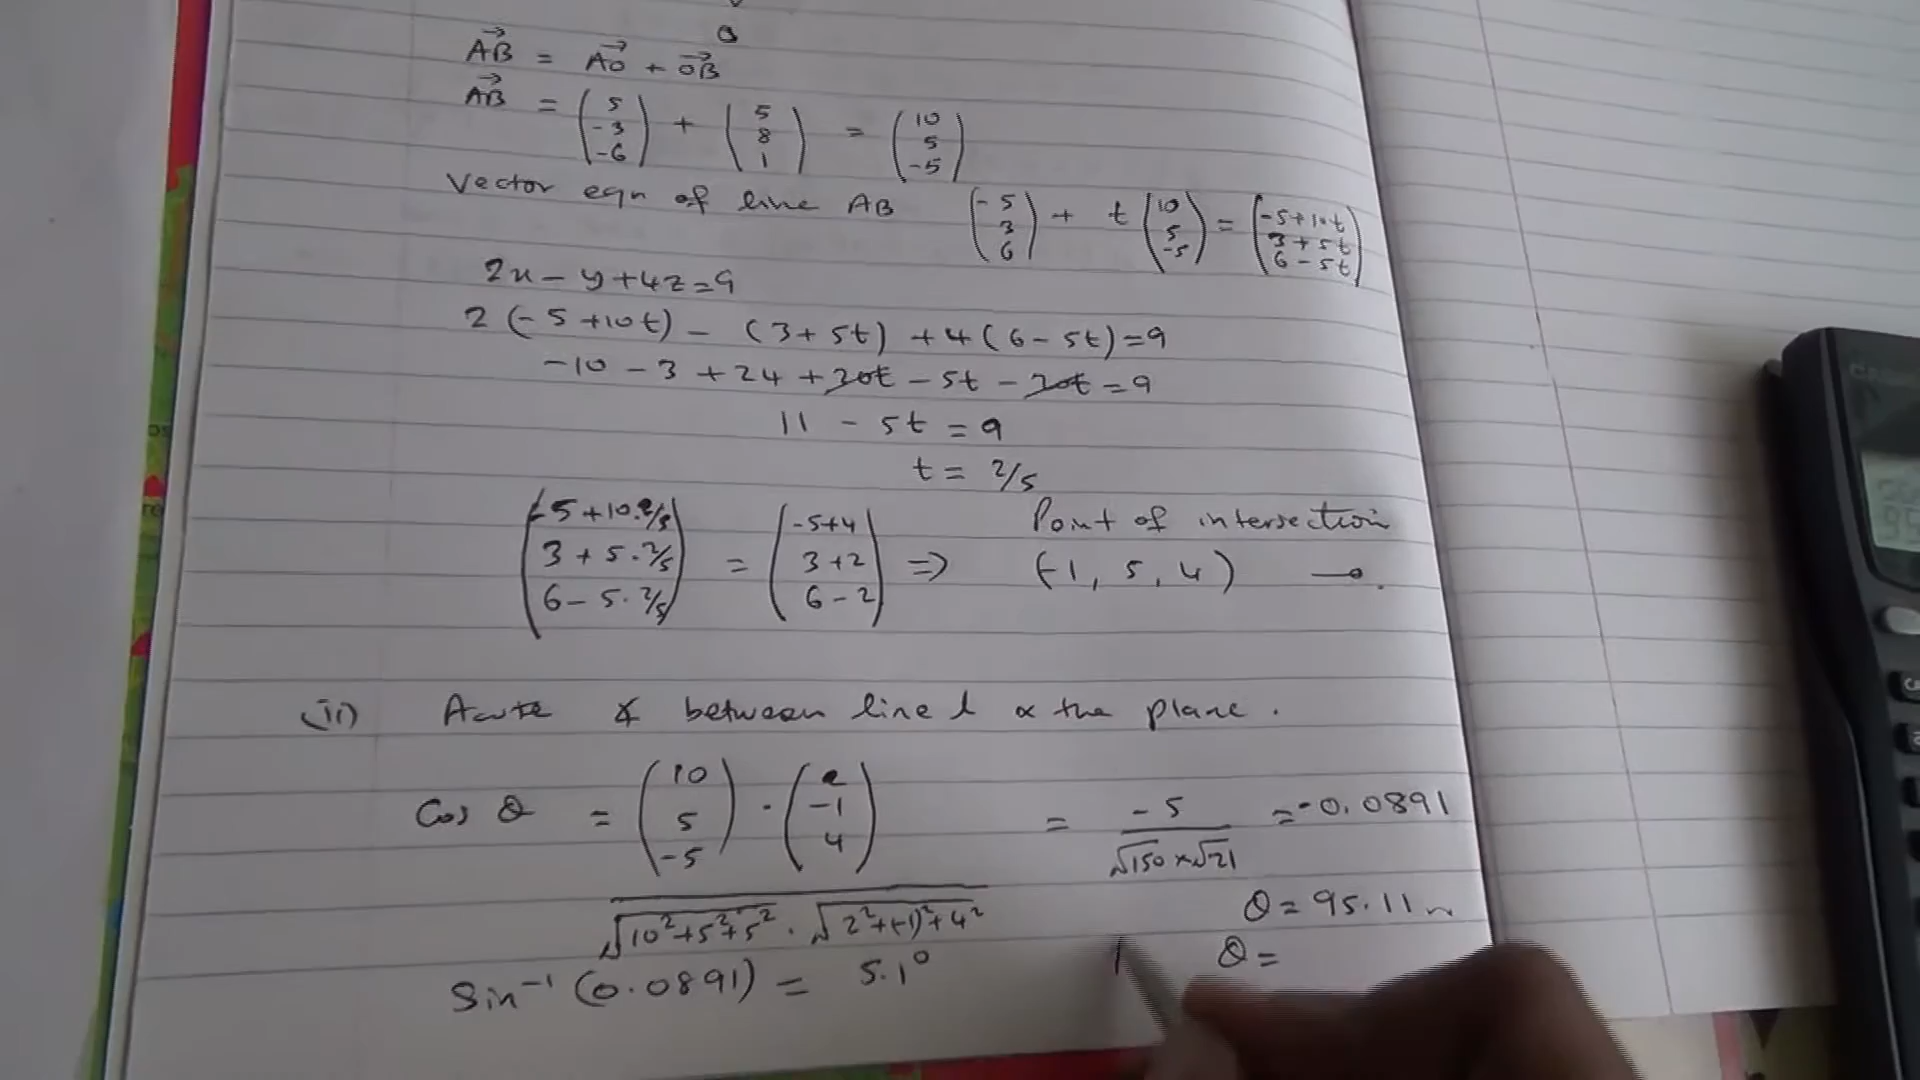 AB→ = AO→ + OB→
AB→ = (5 -3 -6) + (5 8 1) = (10 5 -5)
Vector eqn of line AB (-5 3 6) + t (10 5 -5) = (-5+10t 3+5t 6-5t)
2x - y + 4z = 9
2(-5+10t) - (3+5t) + 4(6-5t) = 9
-10 - 3 + 24 + 20t - 5t - 20t = 9
11 - 5t = 9
t = 2/5
(-5+10.2/5 3+5.2/5 6-5.2/5) = (-5+4 3+2 6-2) ⇒ Point of intersection (-1, 5, 4)
(ii) Acute ∡ between line l & the plane.
Cos θ = (10 5 -5) · (2 -1 4) / √10²+5²+5² · √2²+(-1)²+4² = -5 / √150 × √21 = -0.0891
θ = 95.11
θ =
Sin⁻¹ (0.0891) = 5.1°